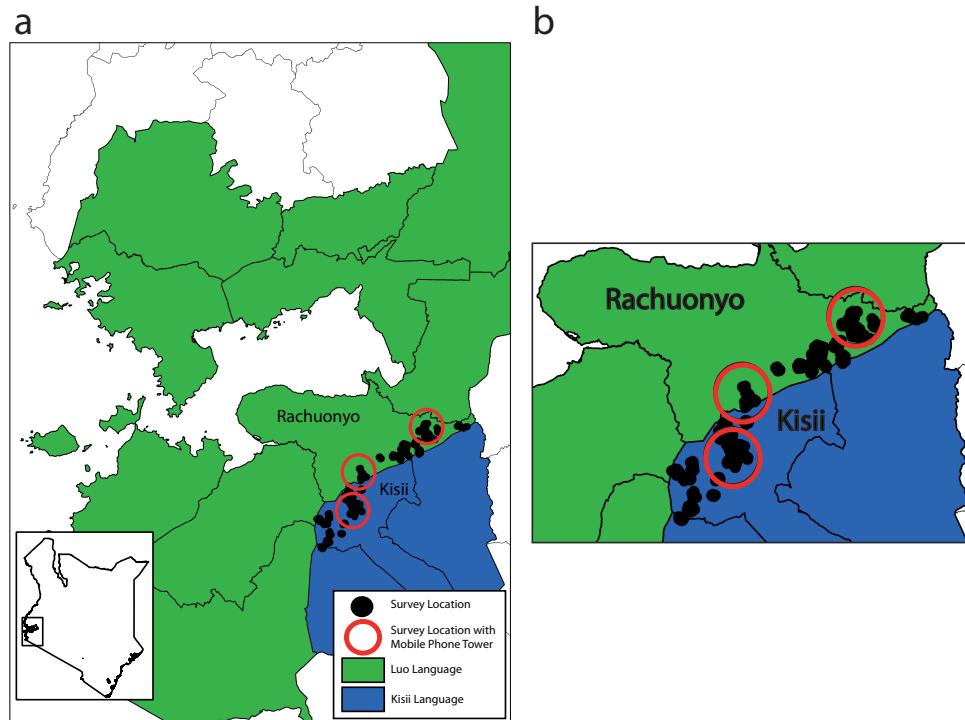 a
b
Rachuonyo
Kisii
Rachuonyo
Kisii
Survey Location
Survey Location with
Mobile Phone Tower
Luo Language
Kisii Language